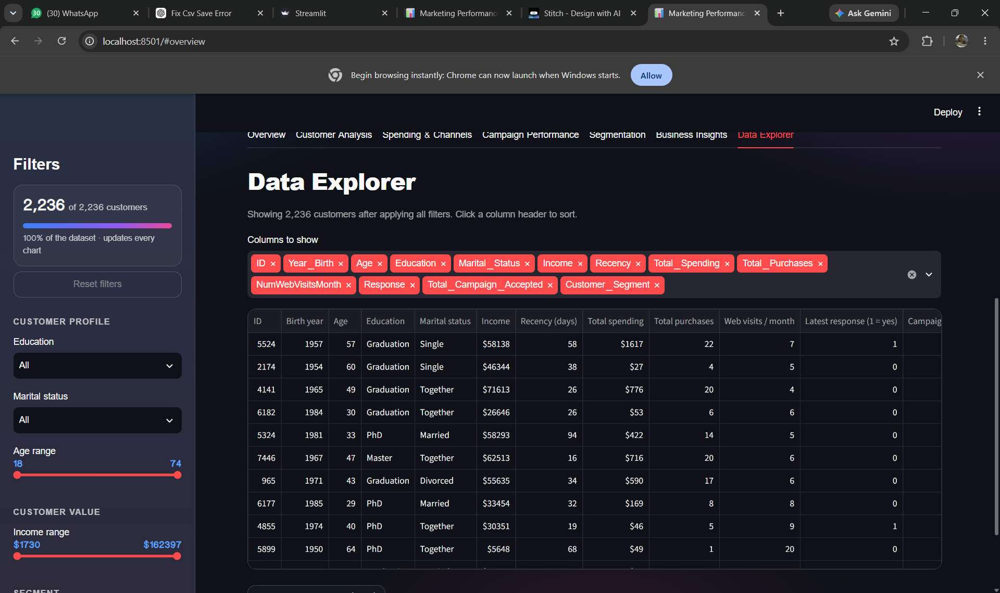 30 (30) WhatsApp
Fix Csv Save Error
Streamlit
Marketing Performanc
Stitch - Design with AI
Marketing Performanc
Ask Gemini
localhost:8501/#overview
Begin browsing instantly: Chrome can now launch when Windows starts. Allow
Deploy
Overview Customer Analysis Spending & Channels Campaign Performance Segmentation Business Insights Data Explorer
Filters
2,236 of 2,236 customers
100% of the dataset · updates every
chart
Reset filters
CUSTOMER PROFILE
Education
All
Marital status
All
Age range
18 74
CUSTOMER VALUE
Income range
$1730 $162397
SEGMENT
Data Explorer
Showing 2,236 customers after applying all filters. Click a column header to sort.
Columns to show
ID × Year_Birth × Age × Education × Marital_Status × Income × Recency × Total_Spending × Total_Purchases ×
NumWebVisitsMonth × Response × Total_Campaign_Accepted × Customer_Segment ×
ID Birth year Age Education Marital status Income Recency (days) Total spending Total purchases Web visits / month Latest response (1 = yes) Campaig
5524 1957 57 Graduation Single $58138 58 $1617 22 7 1
2174 1954 60 Graduation Single $46344 38 $27 4 5 0
4141 1965 49 Graduation Together $71613 26 $776 20 4 0
6182 1984 30 Graduation Together $26646 26 $53 6 6 0
5324 1981 33 PhD Married $58293 94 $422 14 5 0
7446 1967 47 Master Together $62513 16 $716 20 6 0
965 1971 43 Graduation Divorced $55635 34 $590 17 6 0
6177 1985 29 PhD Married $33454 32 $169 8 8 0
4855 1974 40 PhD Together $30351 19 $46 5 9 1
5899 1950 64 PhD Together $5648 68 $49 1 20 0